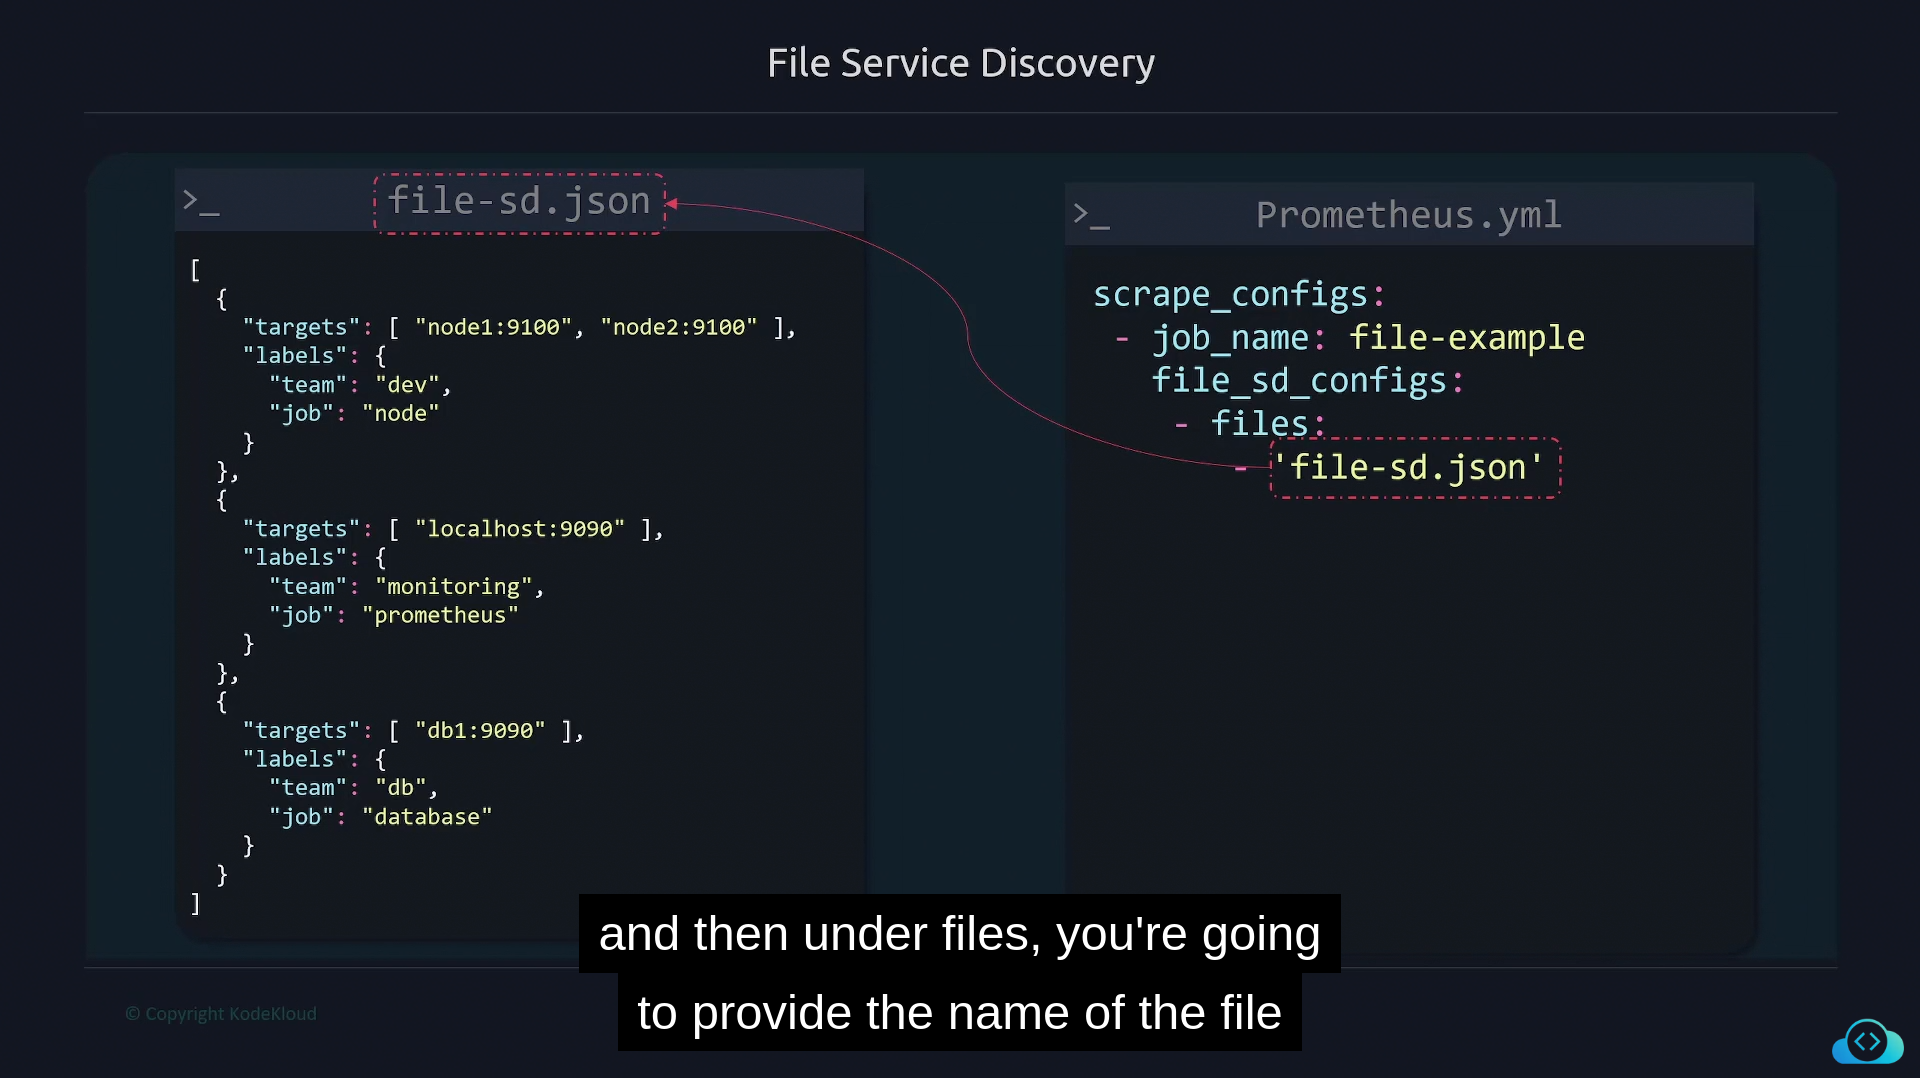 File Service Discovery
>_ file-sd.json
[
  {
    "targets": [ "node1:9100", "node2:9100" ],
    "labels": {
      "team": "dev",
      "job": "node"
    }
  },
  {
    "targets": [ "localhost:9090" ],
    "labels": {
      "team": "monitoring",
      "job": "prometheus"
    }
  },
  {
    "targets": [ "db1:9090" ],
    "labels": {
      "team": "db",
      "job": "database"
    }
  }
]
>_ Prometheus.yml
scrape_configs:
 - job_name: file-example
   file_sd_configs:
    - files:
       - 'file-sd.json'
and then under files, you're going
to provide the name of the file
© Copyright KodeKloud